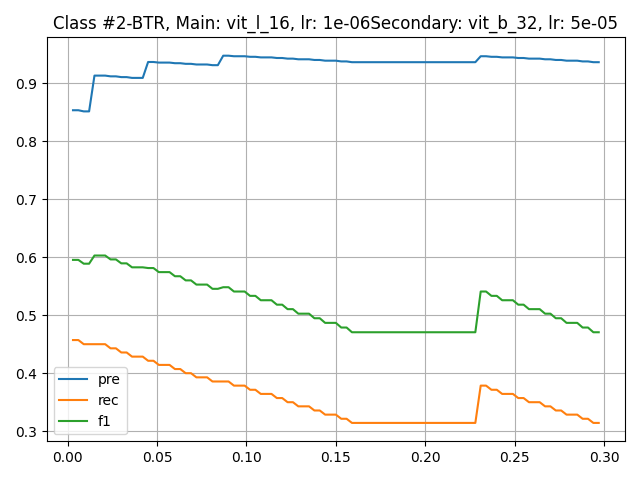 Class #2-BTR, Main: vit_l_16, lr: 1e-06Secondary: vit_b_32, lr: 5e-05
0.9
0.8
0.7
0.6
0.5
0.4
0.3
pre
rec
f1
0.00 0.05 0.10 0.15 0.20 0.25 0.30